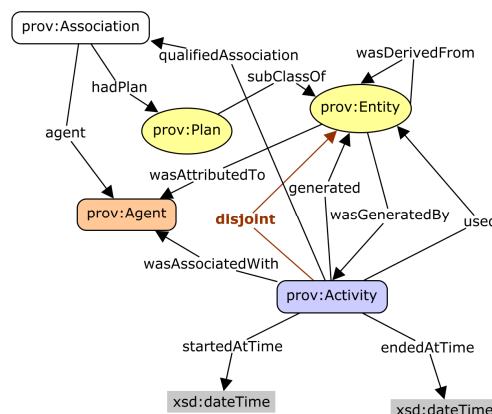 prov:Association
qualifiedAssociation
wasDerivedFrom
hadPlan
subClassOf
prov:Entity
agent
prov:Plan
wasAttributedTo
generated
prov:Agent
disjoint
wasGeneratedBy
used
wasAssociatedWith
prov:Activity
startedAtTime
endedAtTime
xsd:dateTime
xsd:dateTime